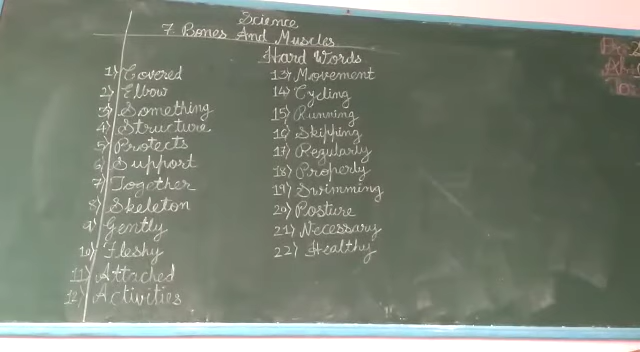 Science
7. Bones And Muscles
Hard Words
1) Covered
2) Elbow
3) Something
4) Structure
5) Protects
6) Support
7) Together
8) Skeleton
9) Gently
10) Fleshy
11) Attached
12) Activities
13) Movement
14) Cycling
15) Running
16) Skipping
17) Regularly
18) Properly
19) Swimming
20) Posture
21) Necessary
22) Healthy